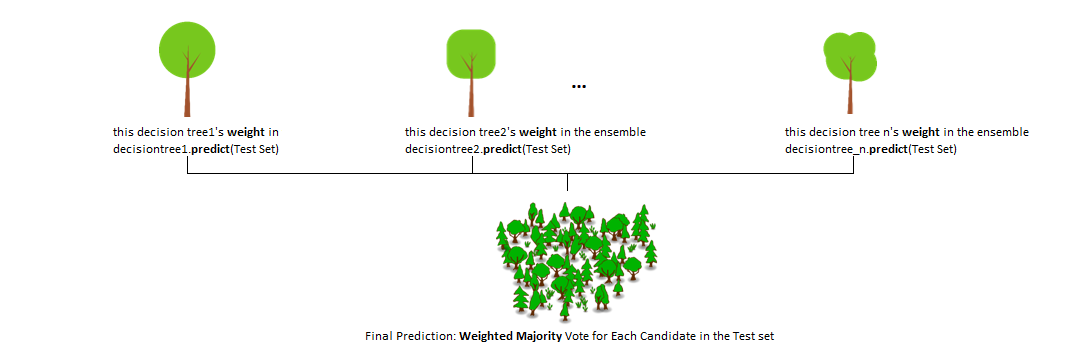 ...
this decision tree1's weight in
decisiontree1.predict(Test Set)
this decision tree2's weight in the ensemble
decisiontree2.predict(Test Set)
this decision tree n's weight in the ensemble
decisiontree_n.predict(Test Set)
Final Prediction: Weighted Majority Vote for Each Candidate in the Test set